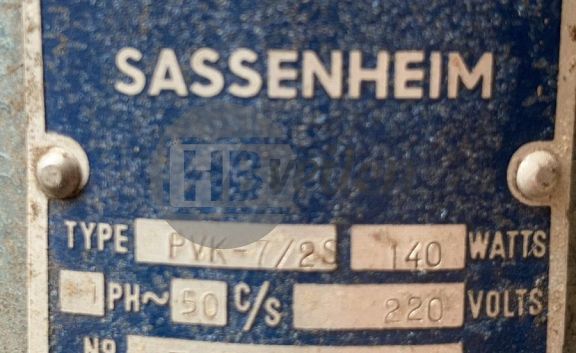 SASSENHEIM
TYPE PVK-7/2S 140 WATTS
1 PH~ 50 C/S 220 VOLTS
Nº